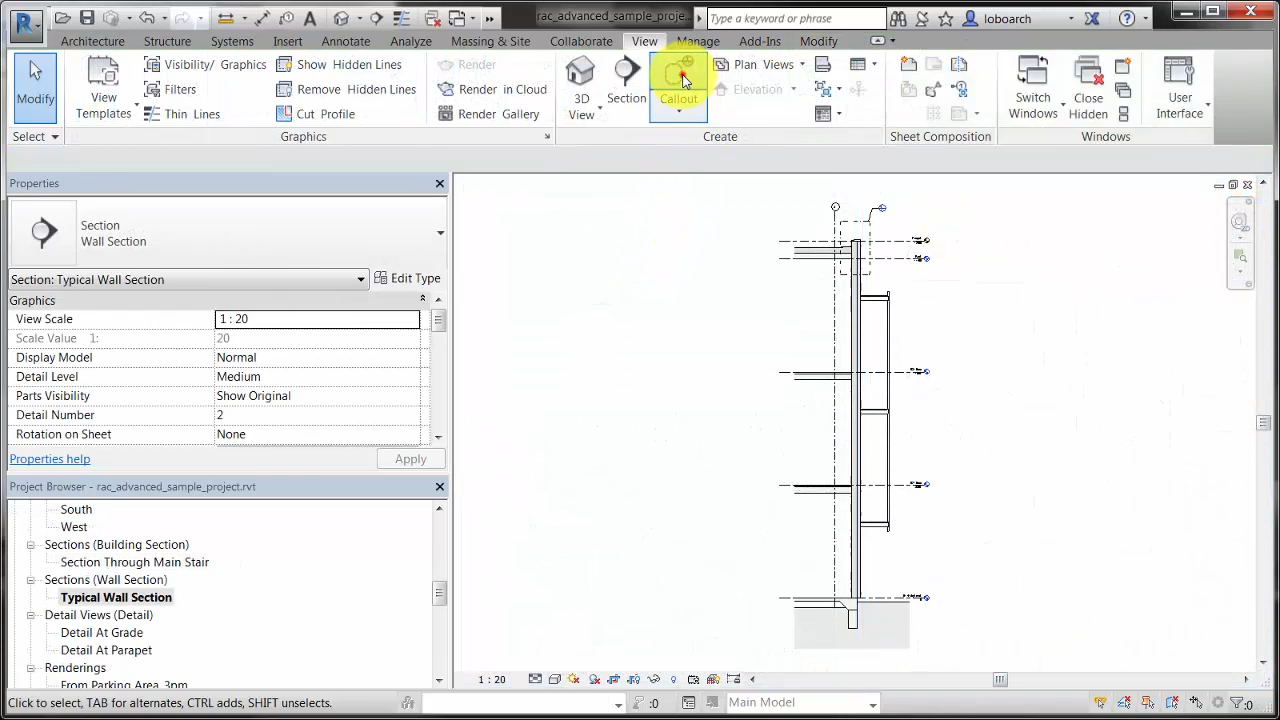 rac_advanced_sample_proje...
Type a keyword or phrase
loboarch
Architecture Structure Systems Insert Annotate Analyze Massing & Site Collaborate View Manage Add-Ins Modify
Modify
View Templates
Visibility/ Graphics
Filters
Thin Lines
Show Hidden Lines
Remove Hidden Lines
Cut Profile
Render
Render in Cloud
Render Gallery
3D View
Section
Callout
Plan Views
Elevation
Switch Windows
Close Hidden
User Interface
Select Graphics Create Sheet Composition Windows
Properties
Section
Wall Section
Section: Typical Wall Section Edit Type
Graphics
View Scale 1 : 20
Scale Value 1: 20
Display Model Normal
Detail Level Medium
Parts Visibility Show Original
Detail Number 2
Rotation on Sheet None
Properties help Apply
Project Browser - rac_advanced_sample_project.rvt
South
West
Sections (Building Section)
Section Through Main Stair
Sections (Wall Section)
Typical Wall Section
Detail Views (Detail)
Detail At Grade
Detail At Parapet
Renderings
From Parking Area 3pm
1 : 20
Click to select, TAB for alternates, CTRL adds, SHIFT unselects.
:0
Main Model
:0